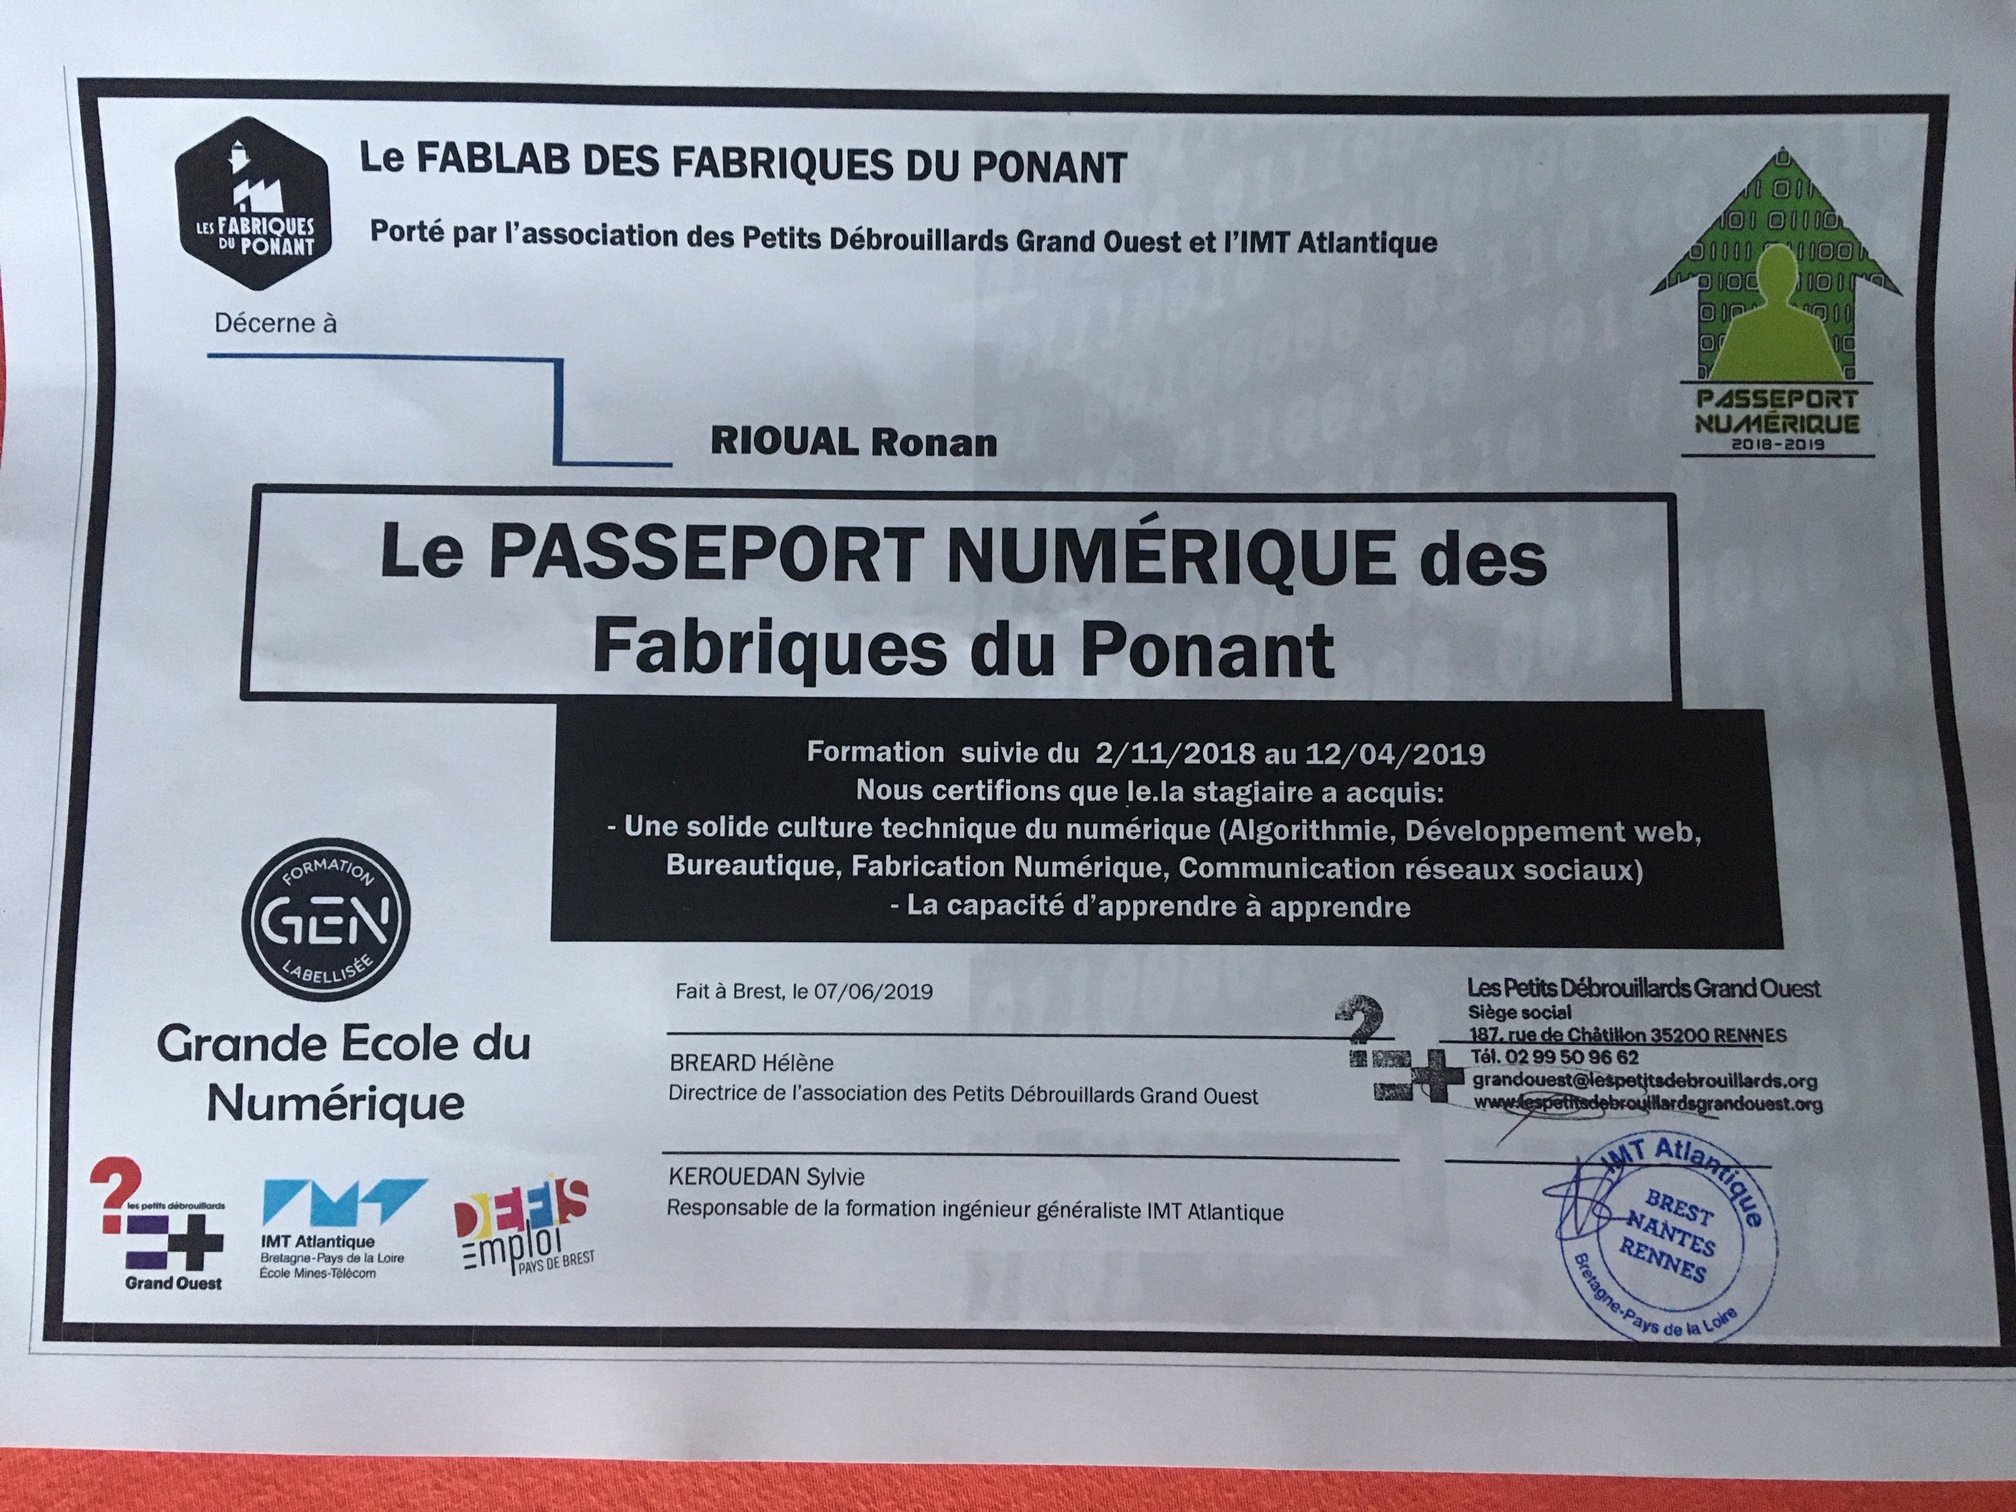 LES FABRIQUES
DU PONANT
Le FABLAB DES FABRIQUES DU PONANT
Porté par l'association des Petits Débrouillards Grand Ouest et l'IMT Atlantique
PASSEPORT
NUMÉRIQUE
2018-2019
Décerne à
RIOUAL Ronan
Le PASSEPORT NUMÉRIQUE des
Fabriques du Ponant
Formation suivie du 2/11/2018 au 12/04/2019
Nous certifions que le.la stagiaire a acquis:
- Une solide culture technique du numérique (Algorithmie, Développement web,
Bureautique, Fabrication Numérique, Communication réseaux sociaux)
- La capacité d'apprendre à apprendre
FORMATION
GEN
LABELLISÉE
Grande Ecole du
Numérique
Fait à Brest, le 07/06/2019
BREARD Hélène
Directrice de l'association des Petits Débrouillards Grand Ouest
Les Petits Débrouillards Grand Ouest
Siège social
187, rue de Châtillon 35200 RENNES
Tél. 02 99 50 96 62
grandouest@lespetitsdebrouillards.org
www.lespetitsdebrouillardsgrandouest.org
KEROUEDAN Sylvie
Responsable de la formation ingénieur généraliste IMT Atlantique
IMT Atlantique
BREST
NANTES
RENNES
Bretagne-Pays de la Loire
les petits débrouillards
Grand Ouest
IMT Atlantique
Bretagne-Pays de la Loire
École Mines-Télécom
DEFIS
Emploi
PAYS DE BREST